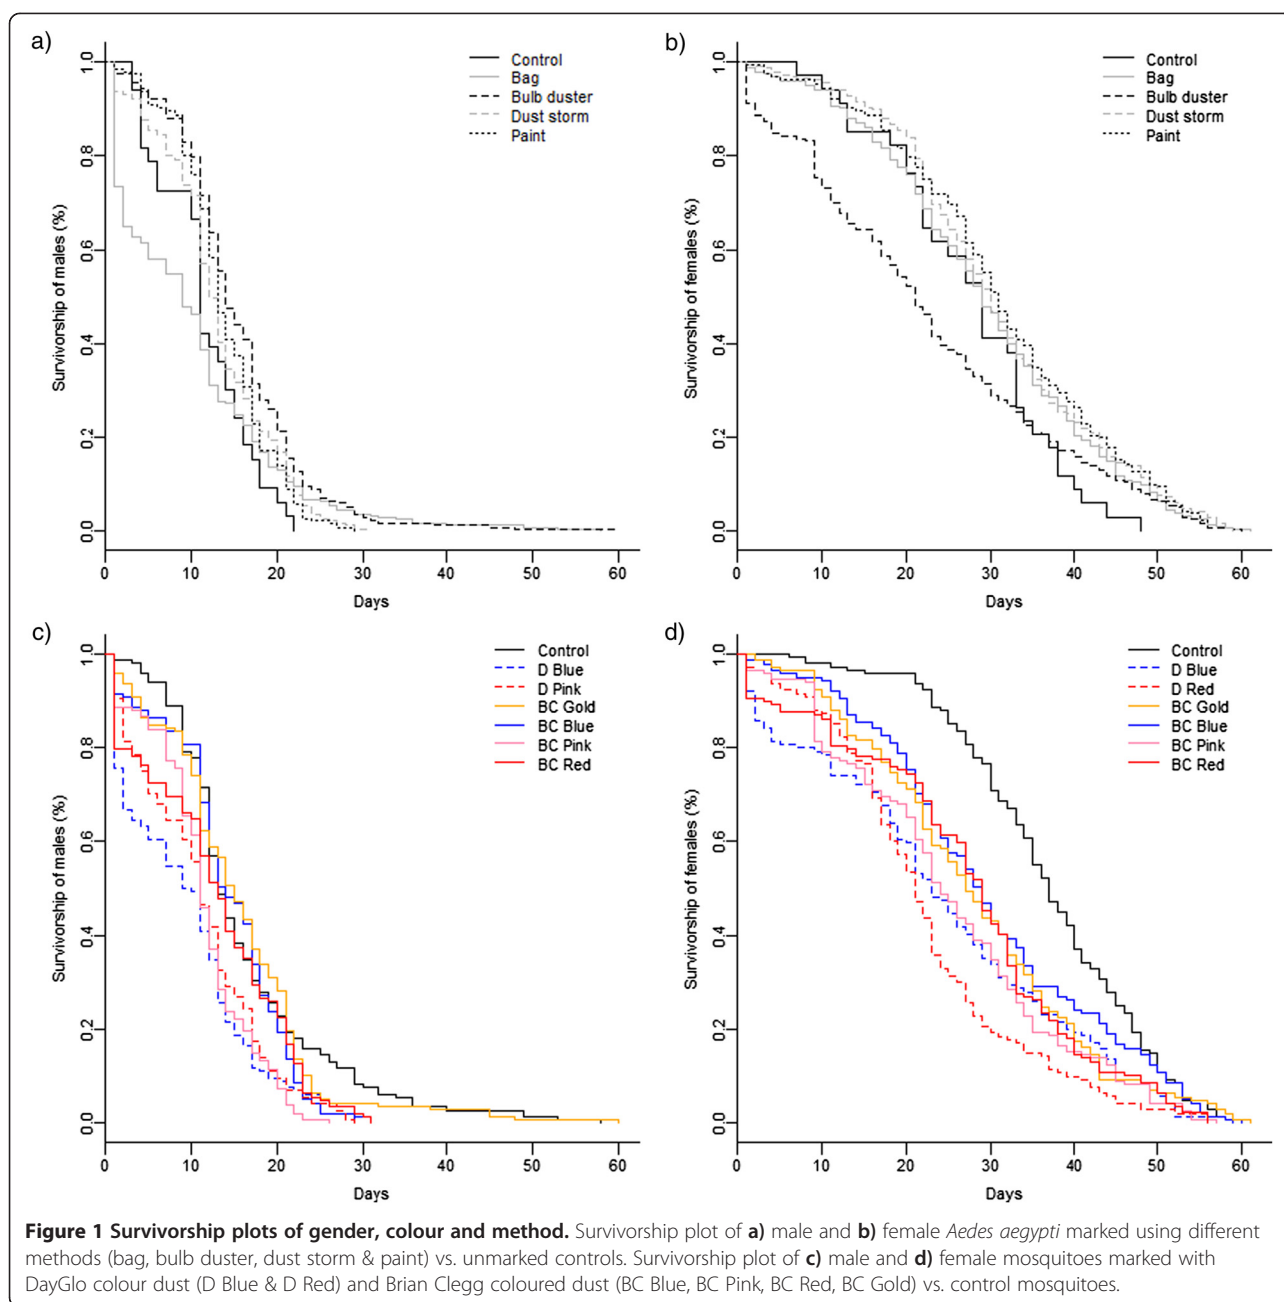 a)
Control
Bag
Bulb duster
Dust storm
Paint
Survivorship of males (%)
0.0 0.2 0.4 0.6 0.8 1.0
0 10 20 30 40 50 60
Days
b)
Control
Bag
Bulb duster
Dust storm
Paint
Survivorship of females (%)
0.0 0.2 0.4 0.6 0.8 1.0
0 10 20 30 40 50 60
Days
c)
Control
D Blue
D Pink
BC Gold
BC Blue
BC Pink
BC Red
Survivorship of males (%)
0.0 0.2 0.4 0.6 0.8 1.0
0 10 20 30 40 50 60
Days
d)
Control
D Blue
D Red
BC Gold
BC Blue
BC Pink
BC Red
Survivorship of females (%)
0.0 0.2 0.4 0.6 0.8 1.0
0 10 20 30 40 50 60
Days
Figure 1 Survivorship plots of gender, colour and method. Survivorship plot of a) male and b) female Aedes aegypti marked using different
methods (bag, bulb duster, dust storm & paint) vs. unmarked controls. Survivorship plot of c) male and d) female mosquitoes marked with
DayGlo colour dust (D Blue & D Red) and Brian Clegg coloured dust (BC Blue, BC Pink, BC Red, BC Gold) vs. control mosquitoes.